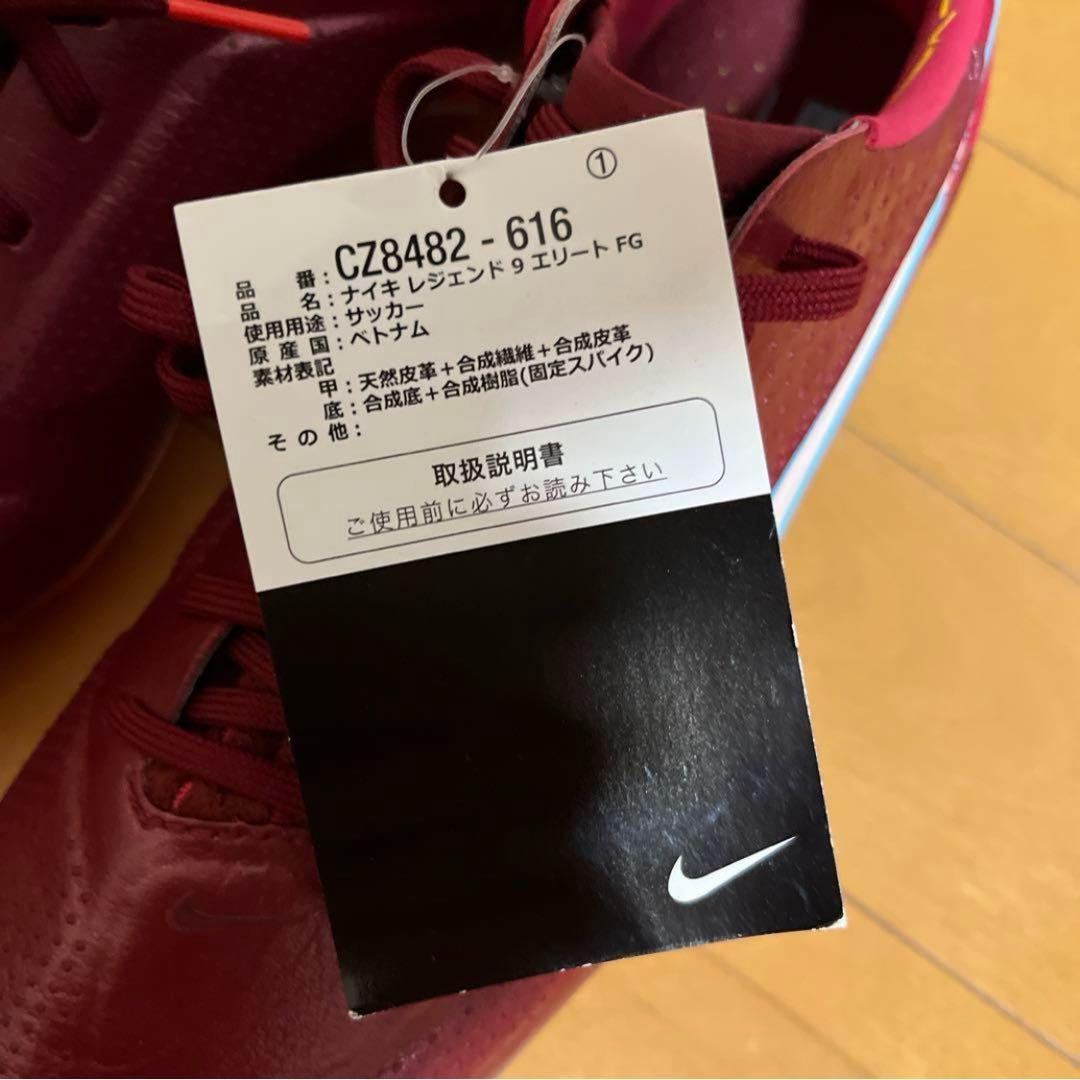 ①
品番：CZ8482 - 616
品名：ナイキ レジェンド 9 エリート FG
使用用途：サッカー
原産国：ベトナム
素材表記
甲：天然皮革＋合成繊維＋合成皮革
底：合成底＋合成樹脂(固定スパイク)
その他：
取扱説明書
ご使用前に必ずお読み下さい